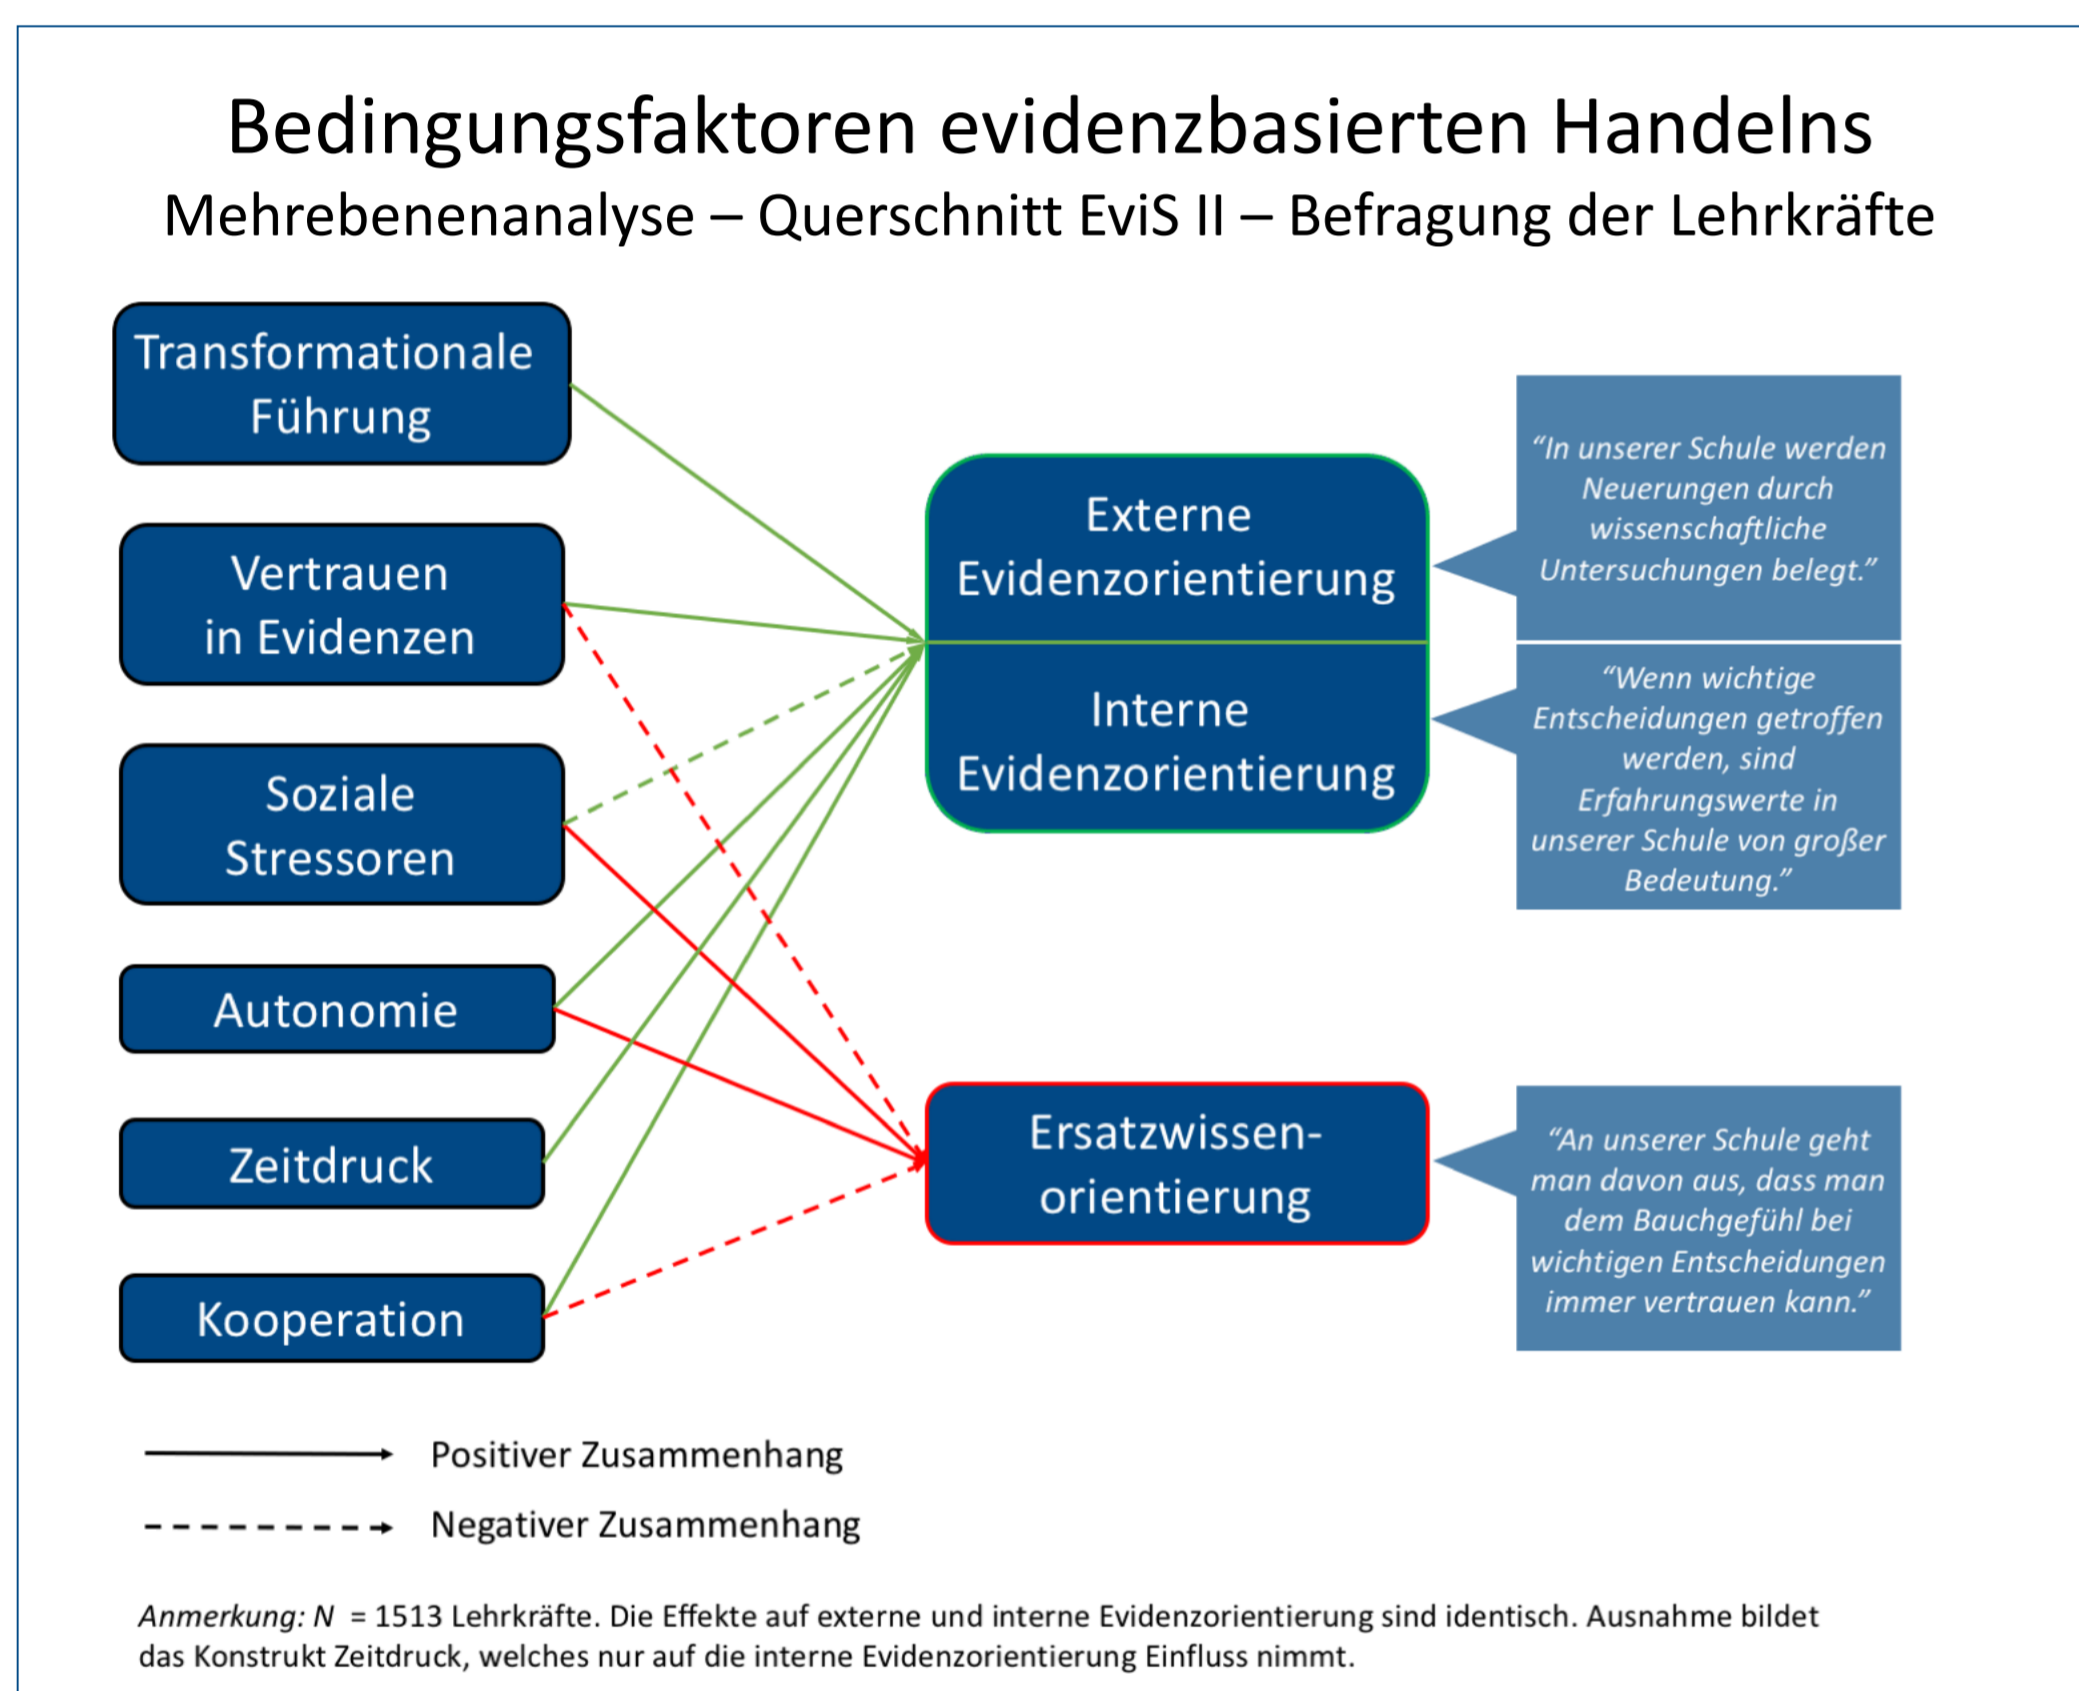 Bedingungsfaktoren evidenzbasierten Handelns
Mehrebenenanalyse – Querschnitt EviS II – Befragung der Lehrkräfte
Transformationale
Führung
Vertrauen
in Evidenzen
Soziale
Stressoren
Autonomie
Zeitdruck
Kooperation
Externe
Evidenzorientierung
Interne
Evidenzorientierung
Ersatzwissen-
orientierung
“In unserer Schule werden
Neuerungen durch
wissenschaftliche
Untersuchungen belegt.”
“Wenn wichtige
Entscheidungen getroffen
werden, sind
Erfahrungswerte in
unserer Schule von großer
Bedeutung.”
“An unserer Schule geht
man davon aus, dass man
dem Bauchgefühl bei
wichtigen Entscheidungen
immer vertrauen kann.”
Positiver Zusammenhang
Negativer Zusammenhang
Anmerkung: N = 1513 Lehrkräfte. Die Effekte auf externe und interne Evidenzorientierung sind identisch. Ausnahme bildet
das Konstrukt Zeitdruck, welches nur auf die interne Evidenzorientierung Einfluss nimmt.